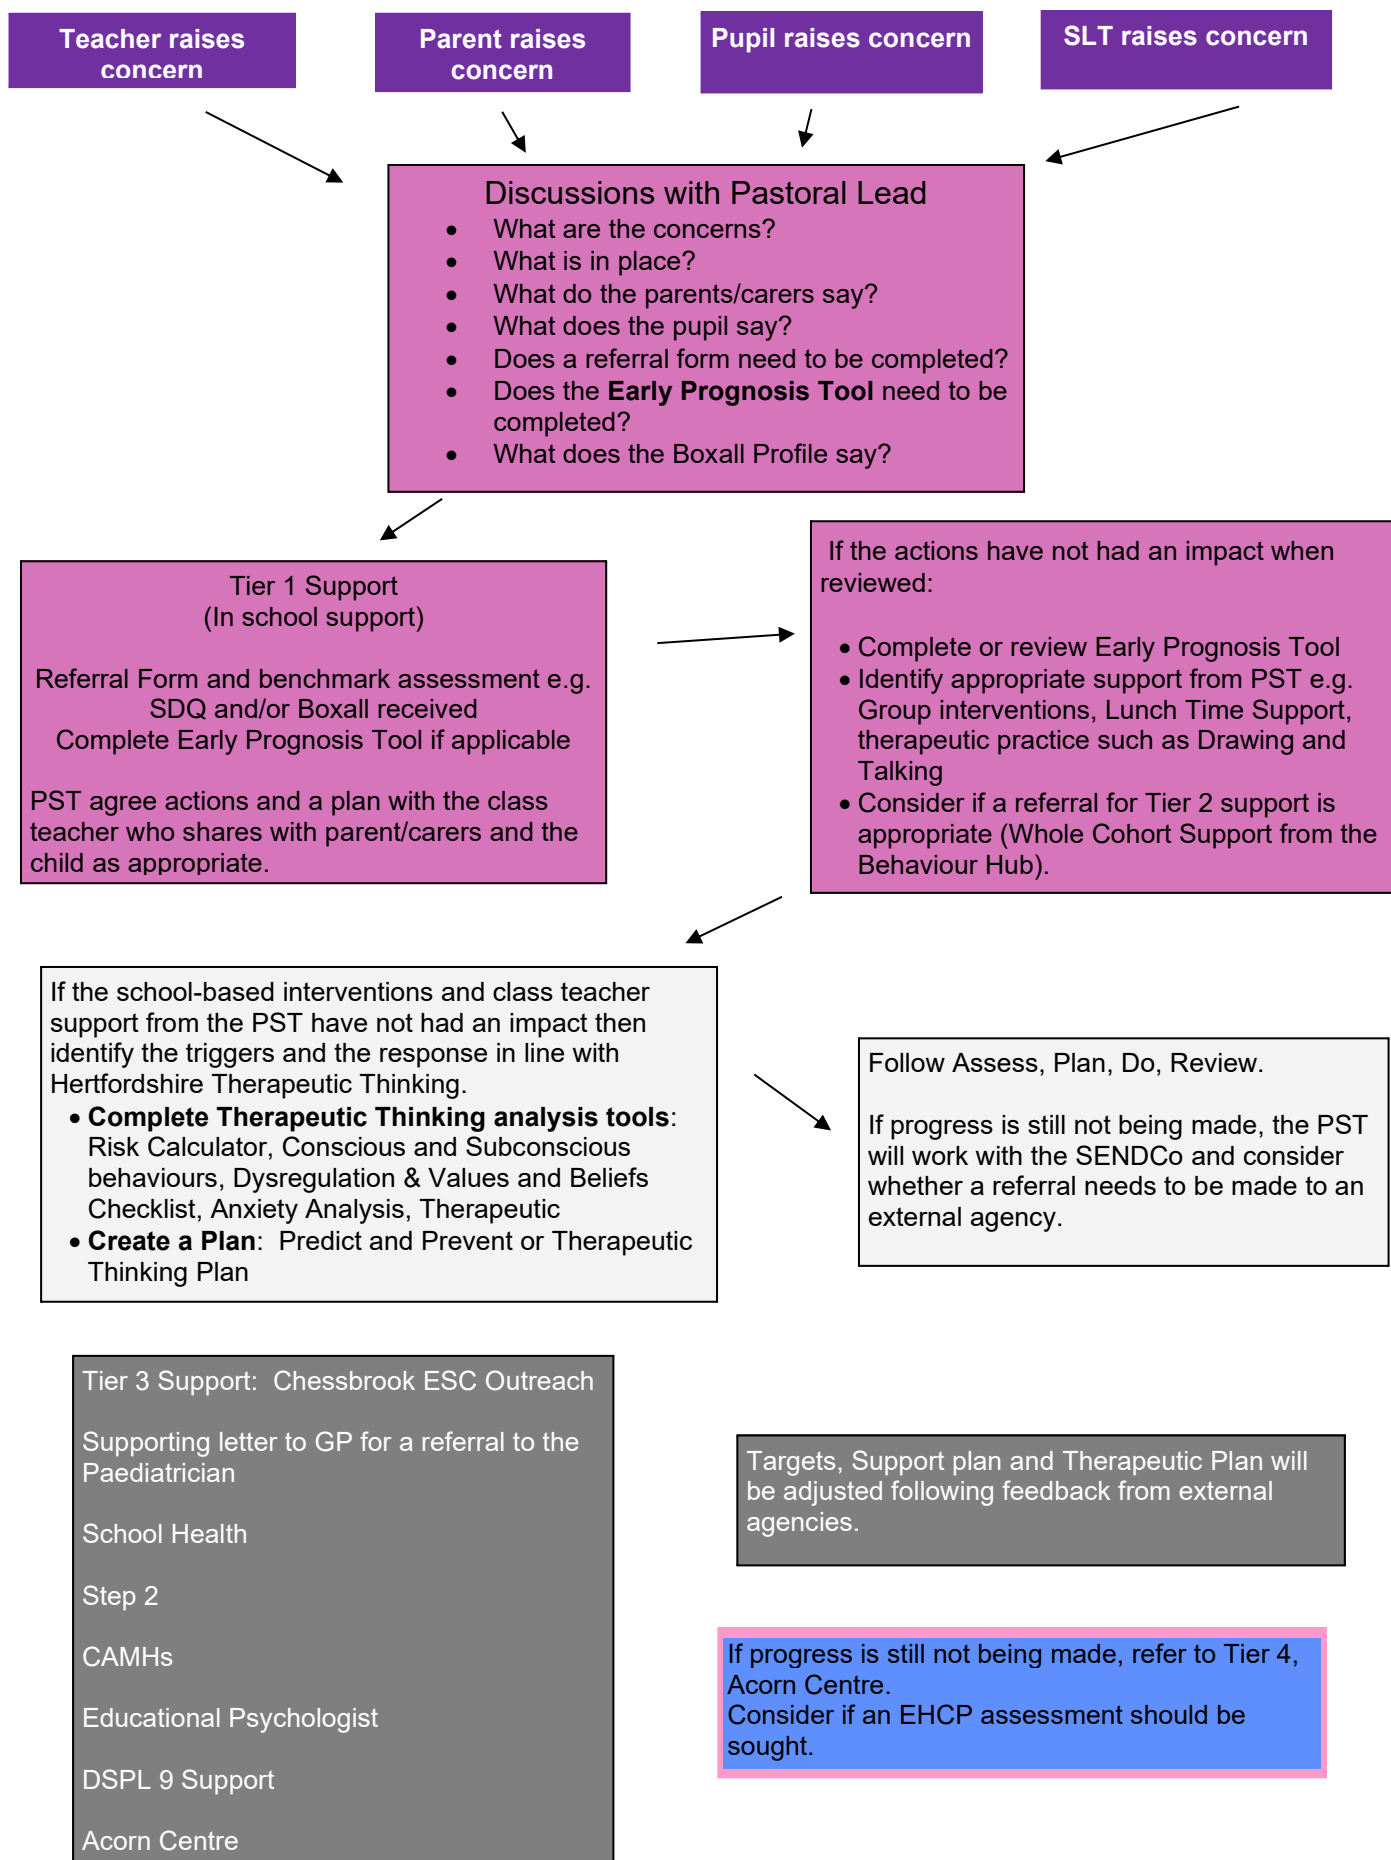 Teacher raises
concern
Parent raises
concern
Pupil raises concern
SLT raises concern
Discussions with Pastoral Lead
• What are the concerns?
• What is in place?
• What do the parents/carers say?
• What does the pupil say?
• Does a referral form need to be completed?
• Does the Early Prognosis Tool need to be
completed?
• What does the Boxall Profile say?
Tier 1 Support
(In school support)
Referral Form and benchmark assessment e.g.
SDQ and/or Boxall received
Complete Early Prognosis Tool if applicable
PST agree actions and a plan with the class
teacher who shares with parent/carers and the
child as appropriate.
If the actions have not had an impact when
reviewed:
• Complete or review Early Prognosis Tool
• Identify appropriate support from PST e.g.
Group interventions, Lunch Time Support,
therapeutic practice such as Drawing and
Talking
• Consider if a referral for Tier 2 support is
appropriate (Whole Cohort Support from the
Behaviour Hub).
If the school-based interventions and class teacher
support from the PST have not had an impact then
identify the triggers and the response in line with
Hertfordshire Therapeutic Thinking.
• Complete Therapeutic Thinking analysis tools:
Risk Calculator, Conscious and Subconscious
behaviours, Dysregulation & Values and Beliefs
Checklist, Anxiety Analysis, Therapeutic
• Create a Plan: Predict and Prevent or Therapeutic
Thinking Plan
Follow Assess, Plan, Do, Review.
If progress is still not being made, the PST
will work with the SENDCo and consider
whether a referral needs to be made to an
external agency.
Tier 3 Support: Chessbrook ESC Outreach
Supporting letter to GP for a referral to the
Paediatrician
School Health
Step 2
CAMHs
Educational Psychologist
DSPL 9 Support
Acorn Centre
Targets, Support plan and Therapeutic Plan will
be adjusted following feedback from external
agencies.
If progress is still not being made, refer to Tier 4,
Acorn Centre.
Consider if an EHCP assessment should be
sought.